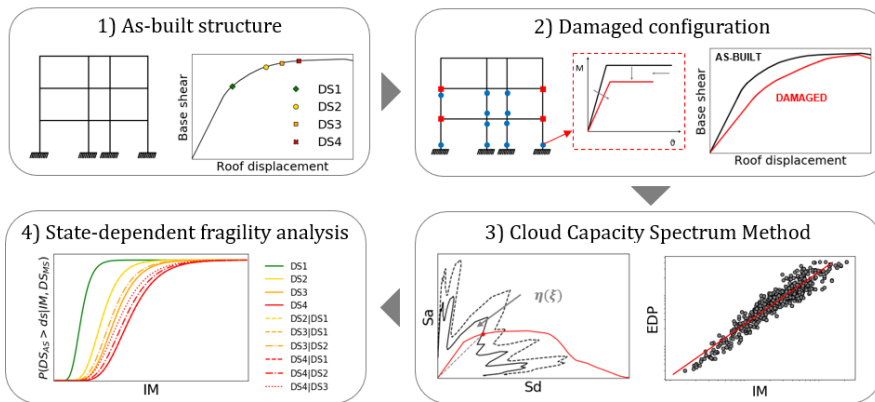 1) As-built structure
Base shear
DS1
DS2
DS3
DS4
Roof displacement
2) Damaged configuration
M
θ
Base shear
AS-BUILT
DAMAGED
Roof displacement
3) Cloud Capacity Spectrum Method
Sa
η(ξ)
Sd
EDP
IM
4) State-dependent fragility analysis
P(DS_AS > ds|IM, DS_MS)
IM
DS1
DS2
DS3
DS4
DS2|DS1
DS3|DS1
DS3|DS2
DS4|DS1
DS4|DS2
DS4|DS3